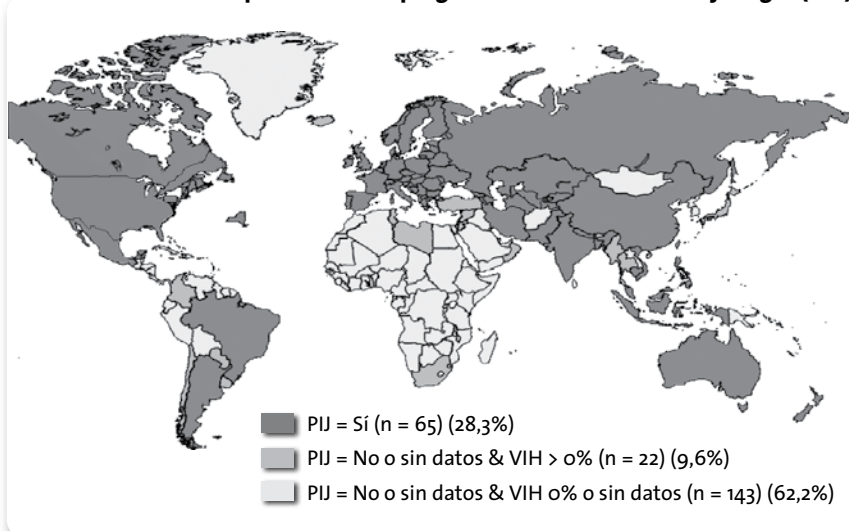 PIJ = Sí (n = 65) (28,3%)
PIJ = No o sin datos & VIH > 0% (n = 22) (9,6%)
PIJ = No o sin datos & VIH 0% o sin datos (n = 143) (62,2%)